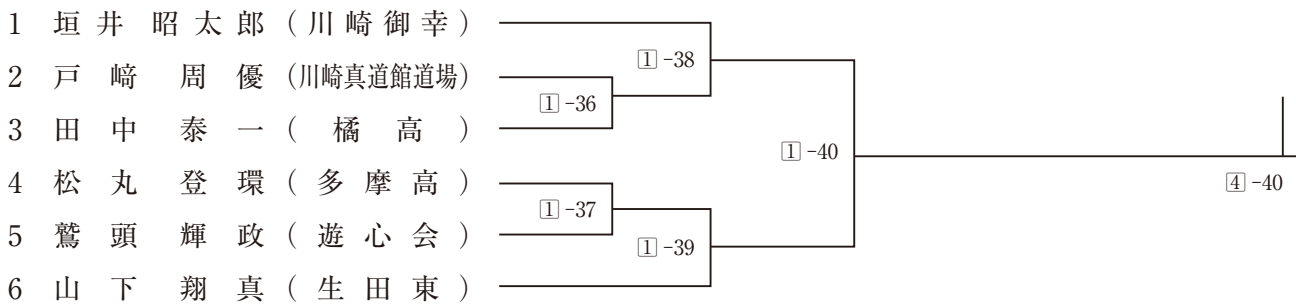 1 垣井 昭太郎 (川崎御幸)
2 戸﨑 周優 (川崎真道館道場)
3 田中 泰一 (橘高)
4 松丸 登環 (多摩高)
5 鷲頭 輝政 (遊心会)
6 山下 翔真 (生田東)
1-38
1-36
1-40
4-40
1-37
1-39